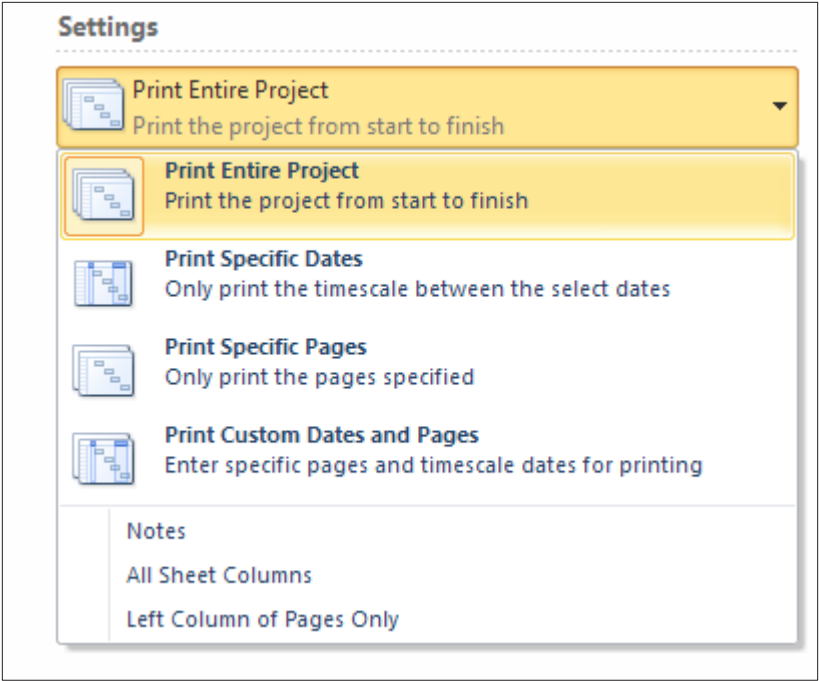 Settings
Print Entire Project
Print the project from start to finish
Print Entire Project
Print the project from start to finish
Print Specific Dates
Only print the timescale between the select dates
Print Specific Pages
Only print the pages specified
Print Custom Dates and Pages
Enter specific pages and timescale dates for printing
Notes
All Sheet Columns
Left Column of Pages Only